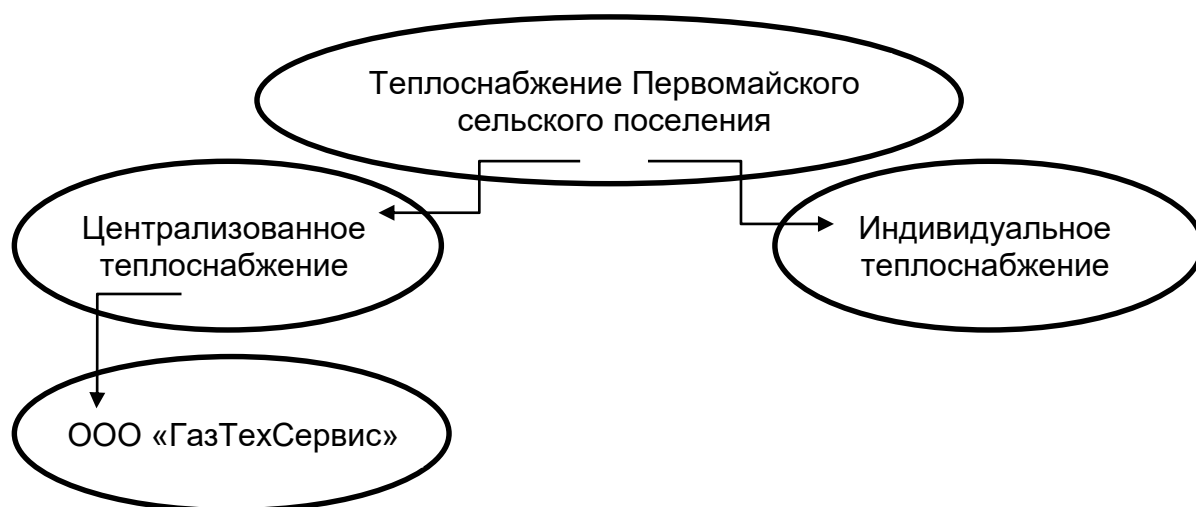 Теплоснабжение Первомайского
сельского поселения
Централизованное
теплоснабжение
Индивидуальное
теплоснабжение
ООО «ГазТехСервис»